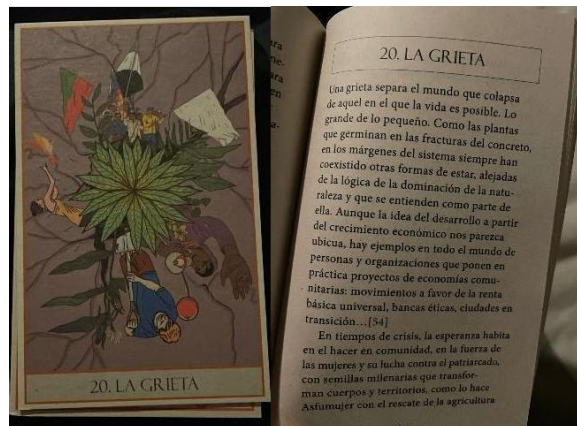 20. LA GRIETA
20. LA GRIETA
Una grieta separa el mundo que colapsa
de aquel en el que la vida es posible. Lo
grande de lo pequeño. Como las plantas
que germinan en las fracturas del concreto,
en los márgenes del sistema siempre han
coexistido otras formas de estar, alejadas
de la lógica de la dominación de la natu-
raleza y que se entienden como parte de
ella. Aunque la idea del desarrollo a partir
del crecimiento económico nos parezca
ubicua, hay ejemplos en todo el mundo de
personas y organizaciones que ponen en
práctica proyectos de economías comu-
nitarias: movimientos a favor de la renta
básica universal, bancas éticas, ciudades en
transición...[54]
En tiempos de crisis, la esperanza habita
en el hacer en comunidad, en la fuerza de
las mujeres y su lucha contra el patriarcado,
con semillas milenarias que transfor-
man cuerpos y territorios, como lo hace
Asfumujer con el rescate de la agricultura